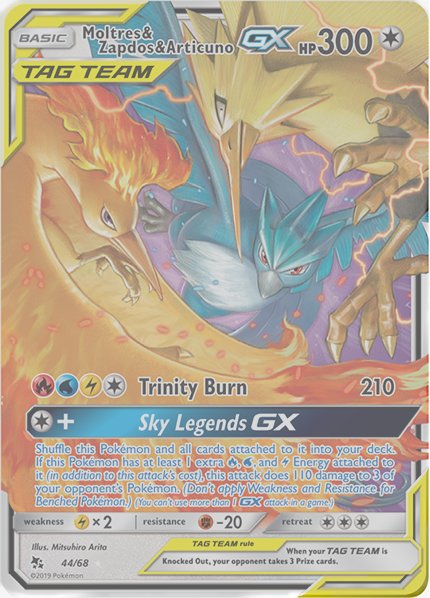 BASIC Moltres& Zapdos&Articuno GX HP300
TAG TEAM
Trinity Burn 210
+ Sky Legends GX
Shuffle this Pokémon and all cards attached to it into your deck.
If this Pokémon has at least 1 extra , , and Energy attached to
it (in addition to this attack's cost), this attack does 110 damage to 3 of
your opponent's Pokémon. (Don't apply Weakness and Resistance for
Benched Pokémon.) (You can't use more than 1 GX attack in a game.)
weakness ×2 resistance -20 retreat
Illus. Mitsuhiro Arita
44/68
©2019 Pokémon
TAG TEAM rule
When your TAG TEAM is
Knocked Out, your opponent takes 3 Prize cards.